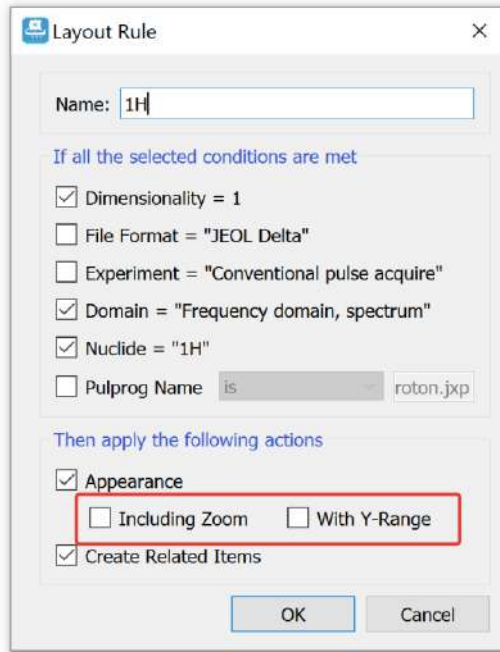 Layout Rule
Name: 1H
If all the selected conditions are met
Dimensionality = 1
File Format = "JEOL Delta"
Experiment = "Conventional pulse acquire"
Domain = "Frequency domain, spectrum"
Nuclide = "1H"
Pulprog Name is roton.jxp
Then apply the following actions
Appearance
Including Zoom With Y-Range
Create Related Items
OK Cancel